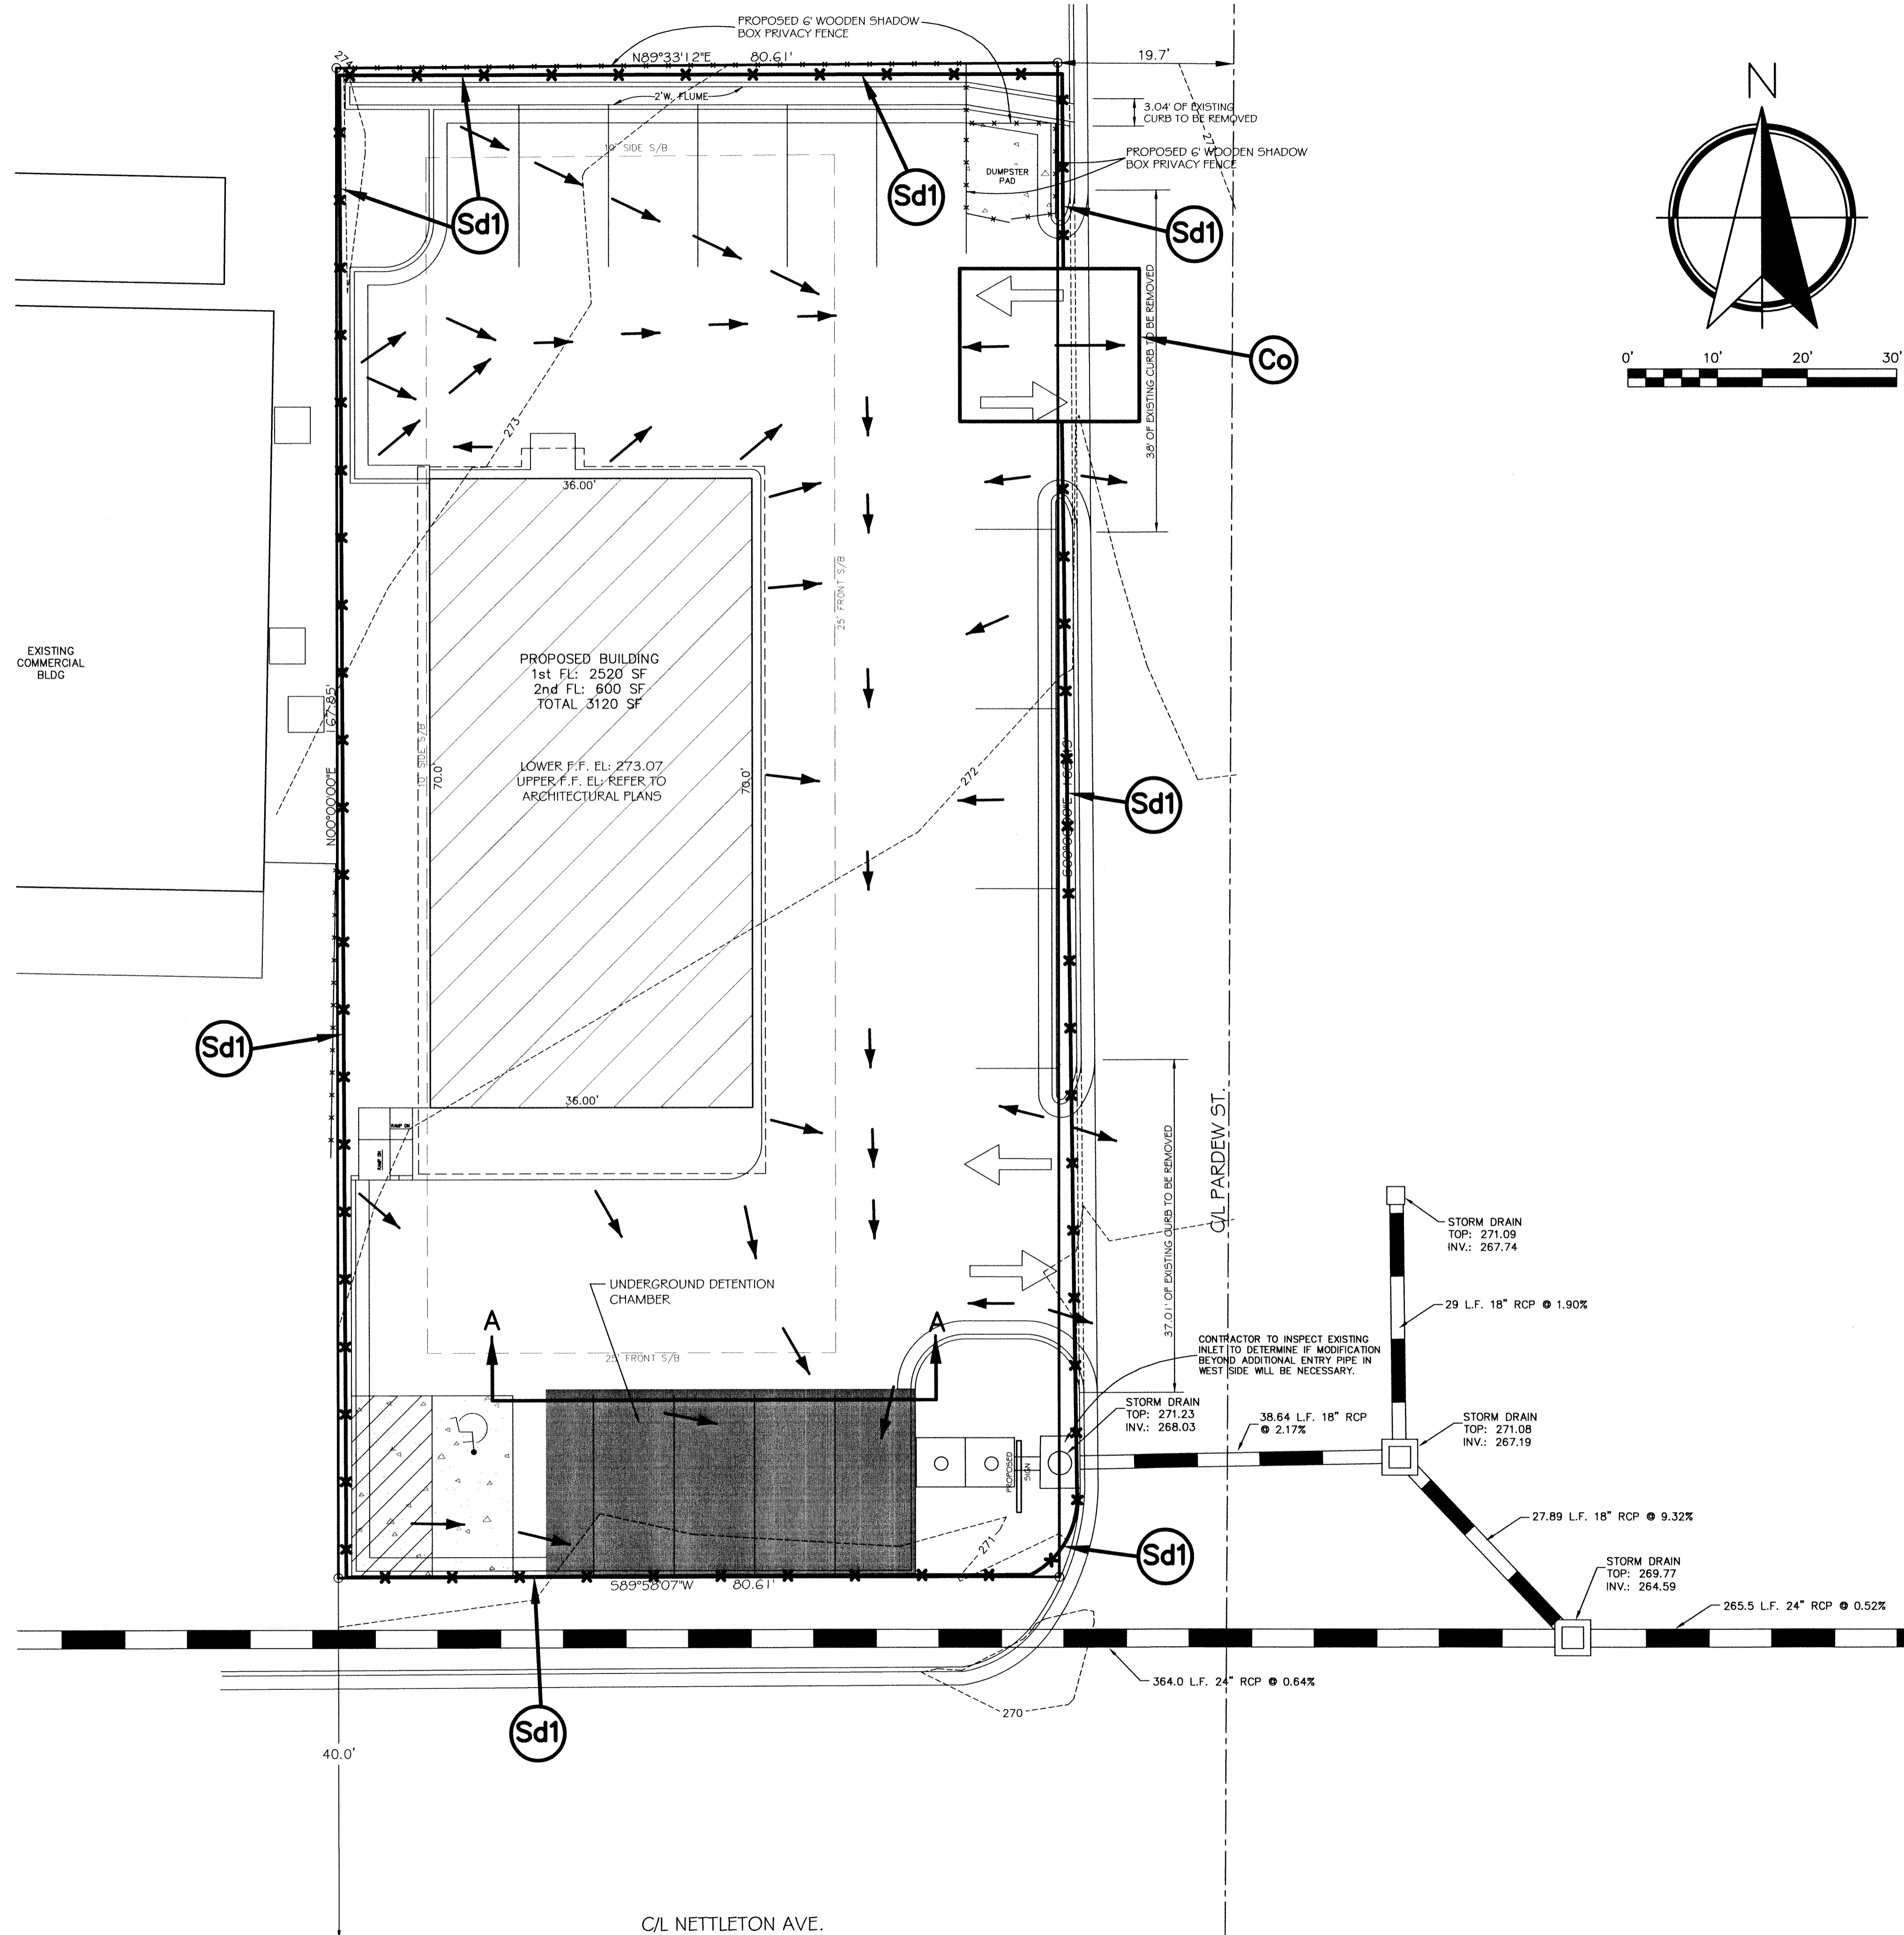 PROPOSED 6' WOODEN SHADOW
BOX PRIVACY FENCE
274
N89°33'12"E 80.61'
19.7'
N
2'W. FLUME
3.04' OF EXISTING
CURB TO BE REMOVED
10' SIDE S/B
PROPOSED 6' WOODEN SHADOW
BOX PRIVACY FENCE
DUMPSTER
PAD
Sd1
Sd1
Sd1
38' OF EXISTING CURB TO BE REMOVED
Co
0' 10' 20' 30'
273
36.00'
25' FRONT S/B
EXISTING
COMMERCIAL
BLDG
PROPOSED BUILDING
1st FL: 2520 SF
2nd FL: 600 SF
TOTAL 3120 SF
LOWER F.F. EL: 273.07
UPPER F.F. EL: REFER TO
ARCHITECTURAL PLANS
N00°00'00"E 167.85'
10' SIDE S/B
70.0'
70.0'
272
Sd1
Sd1
36.00'
RAMP DN
RAMP DN
37.01' OF EXISTING CURB TO BE REMOVED
C/L PARDEW ST.
STORM DRAIN
TOP: 271.09
INV.: 267.74
29 L.F. 18" RCP @ 1.90%
UNDERGROUND DETENTION
CHAMBER
A
A
25' FRONT S/B
CONTRACTOR TO INSPECT EXISTING
INLET TO DETERMINE IF MODIFICATION
BEYOND ADDITIONAL ENTRY PIPE IN
WEST SIDE WILL BE NECESSARY.
STORM DRAIN
TOP: 271.23
INV.: 268.03
38.64 L.F. 18" RCP
@ 2.17%
STORM DRAIN
TOP: 271.08
INV.: 267.19
PROPOSED
SIGN
27.89 L.F. 18" RCP @ 9.32%
271
Sd1
STORM DRAIN
TOP: 269.77
INV.: 264.59
S89°58'07"W 80.61'
265.5 L.F. 24" RCP @ 0.52%
364.0 L.F. 24" RCP @ 0.64%
270
Sd1
40.0'
C/L NETTLETON AVE.